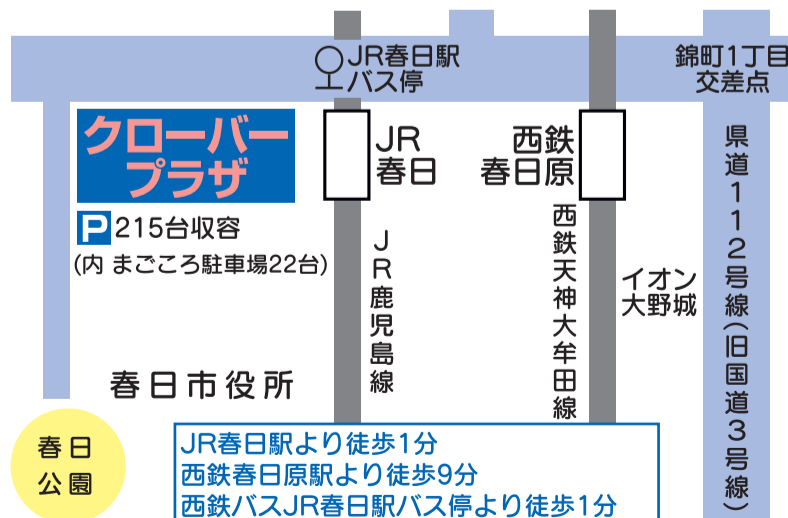 JR春日駅
バス停
錦町1丁目
交差点
クローバー
プラザ
JR
春日
西鉄
春日原
P 215台収容
(内 まごころ駐車場22台)
JR鹿児島線
西鉄天神大牟田線
イオン
大野城
県道112号線(旧国道3号線)
春日市役所
春日
公園
JR春日駅より徒歩1分
西鉄春日原駅より徒歩9分
西鉄バスJR春日駅バス停より徒歩1分